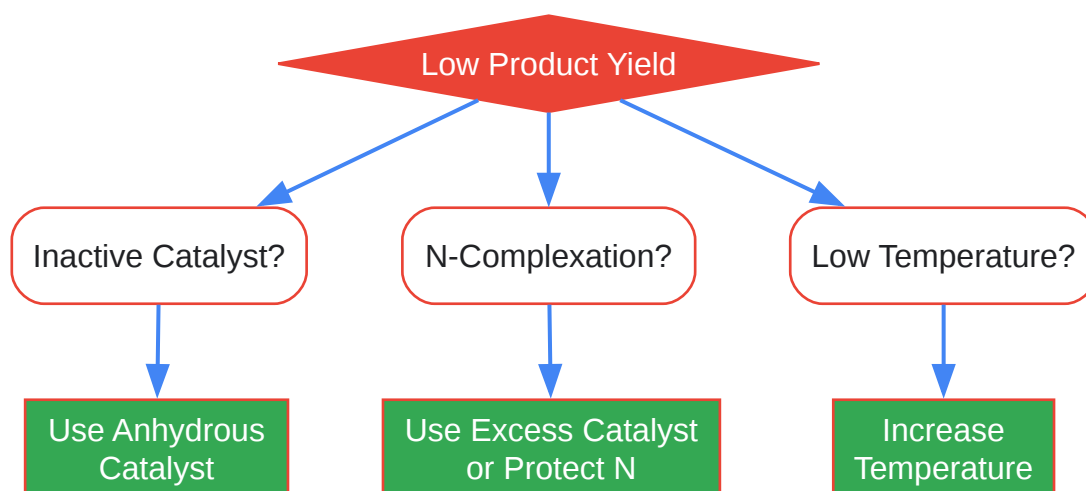 Low Product Yield
Inactive Catalyst?
N-Complexation?
Low Temperature?
Use Anhydrous
Catalyst
Use Excess Catalyst
or Protect N
Increase
Temperature